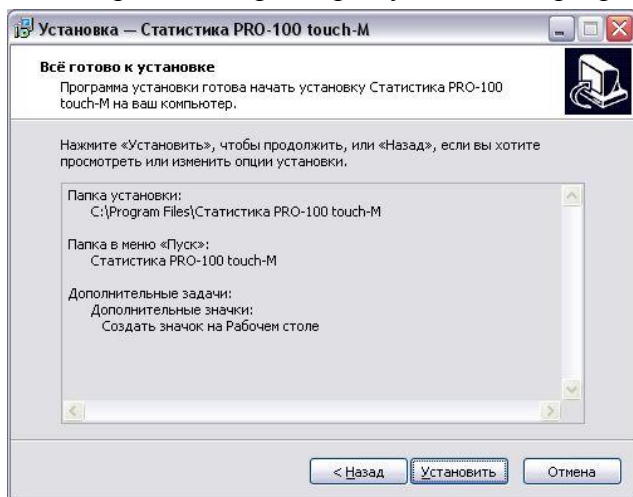 Установка — Статистика PRO-100 touch-M
Всё готово к установке
Программа установки готова начать установку Статистика PRO-100
touch-M на ваш компьютер.
Нажмите «Установить», чтобы продолжить, или «Назад», если вы хотите
просмотреть или изменить опции установки.
Папка установки:
C:\Program Files\Статистика PRO-100 touch-M
Папка в меню «Пуск»:
Статистика PRO-100 touch-M
Дополнительные задачи:
Дополнительные значки:
Создать значок на Рабочем столе
< Назад
Установить
Отмена